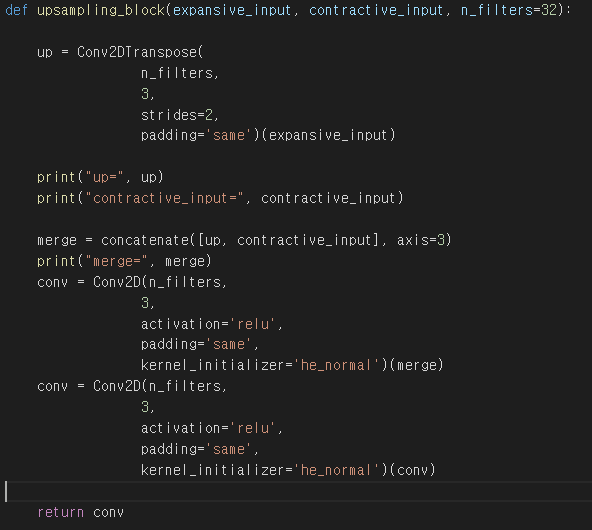 def upsampling_block(expansive_input, contractive_input, n_filters=32):
    up = Conv2DTranspose(
                 n_filters,
                 3,
                 strides=2,
                 padding='same')(expansive_input)
    print("up=", up)
    print("contractive_input=", contractive_input)
    merge = concatenate([up, contractive_input], axis=3)
    print("merge=", merge)
    conv = Conv2D(n_filters,
                 3,
                 activation='relu',
                 padding='same',
                 kernel_initializer='he_normal')(merge)
    conv = Conv2D(n_filters,
                 3,
                 activation='relu',
                 padding='same',
                 kernel_initializer='he_normal')(conv)
    return conv